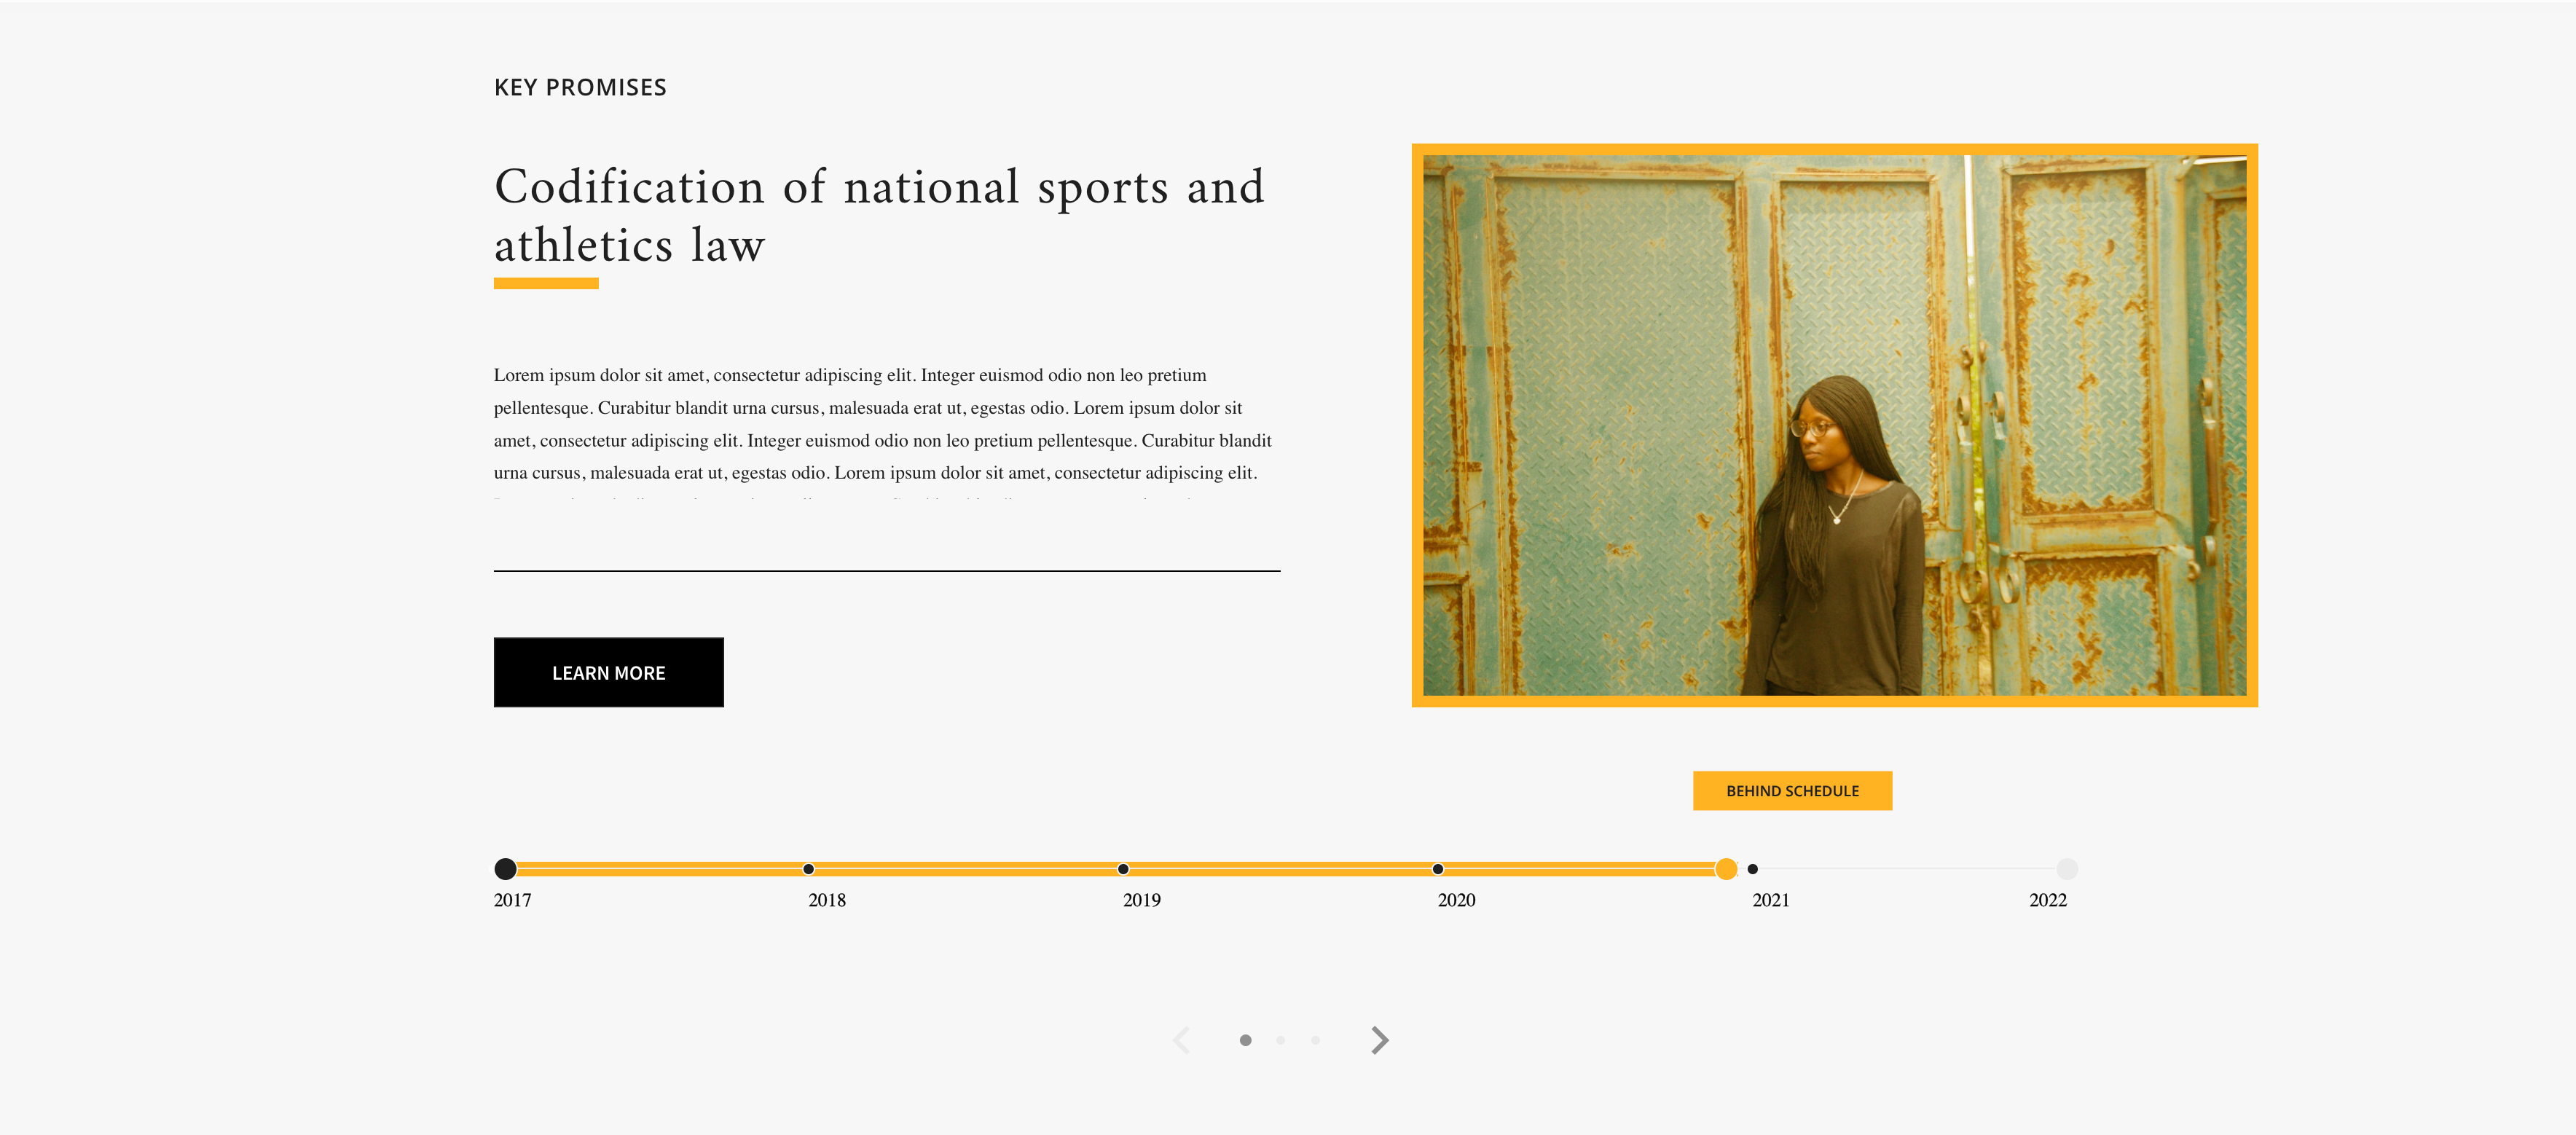 KEY PROMISES
Codification of national sports and
athletics law
Lorem ipsum dolor sit amet, consectetur adipiscing elit. Integer euismod odio non leo pretium
pellentesque. Curabitur blandit urna cursus, malesuada erat ut, egestas odio. Lorem ipsum dolor sit
amet, consectetur adipiscing elit. Integer euismod odio non leo pretium pellentesque. Curabitur blandit
urna cursus, malesuada erat ut, egestas odio. Lorem ipsum dolor sit amet, consectetur adipiscing elit.
LEARN MORE
BEHIND SCHEDULE
2017 2018 2019 2020 2021 2022